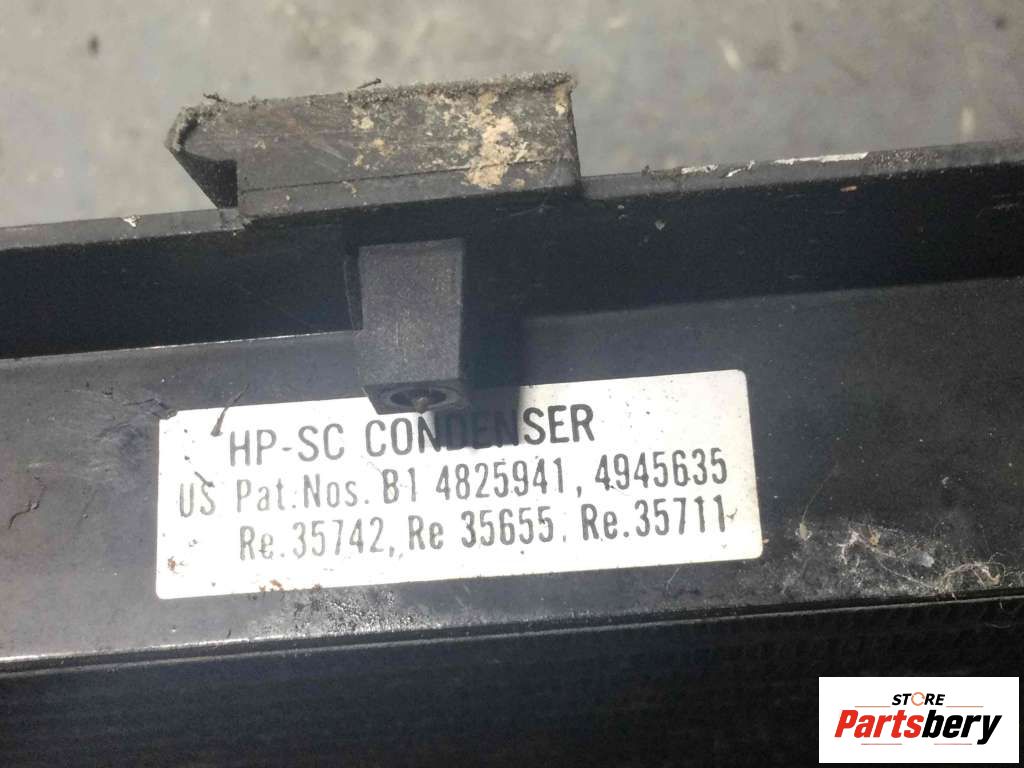 HP-SC CONDENSER
US Pat. Nos. B1 4825941, 4945635
Re.35742, Re 35655, Re.35711
STORE
Partsbery